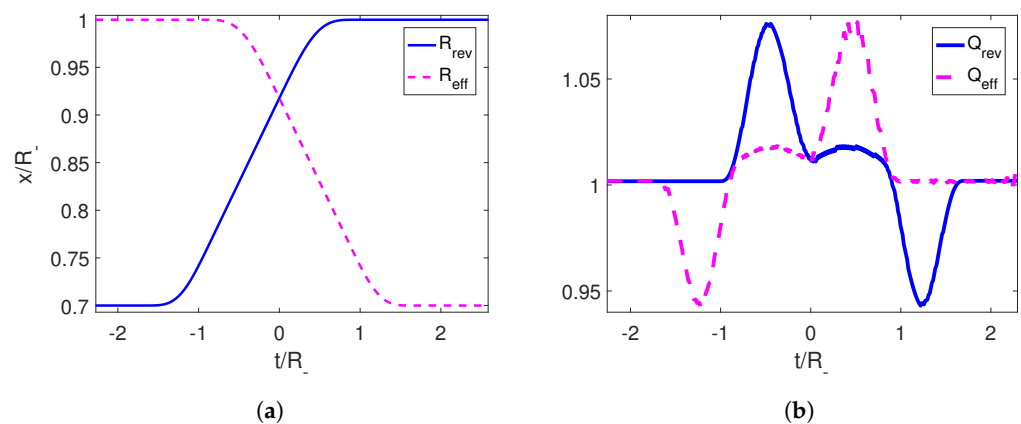 1
0.95
0.9
0.85
0.8
0.75
0.7
x/R_-
-2 -1 0 1 2
t/R_-
R_rev
R_eff
(a)
1.05
1
0.95
-2 -1 0 1 2
t/R_-
Q_rev
Q_eff
(b)